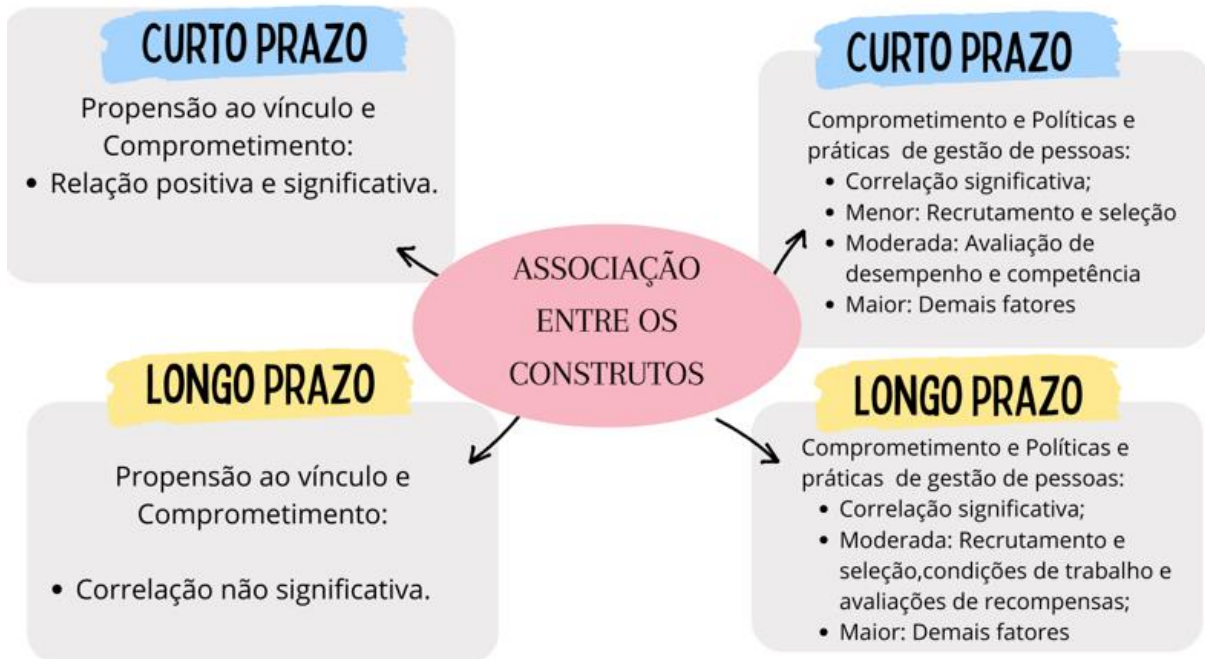 CURTO PRAZO
Propensão ao vínculo e
Comprometimento:
• Relação positiva e significativa.
CURTO PRAZO
Comprometimento e Políticas e
práticas de gestão de pessoas:
• Correlação significativa;
• Menor: Recrutamento e seleção
• Moderada: Avaliação de
desempenho e competência
• Maior: Demais fatores
ASSOCIAÇÃO
ENTRE OS
CONSTRUTOS
LONGO PRAZO
Propensão ao vínculo e
Comprometimento:
• Correlação não significativa.
LONGO PRAZO
Comprometimento e Políticas e
práticas de gestão de pessoas:
• Correlação significativa;
• Moderada: Recrutamento e
seleção,condições de trabalho e
avaliações de recompensas;
• Maior: Demais fatores